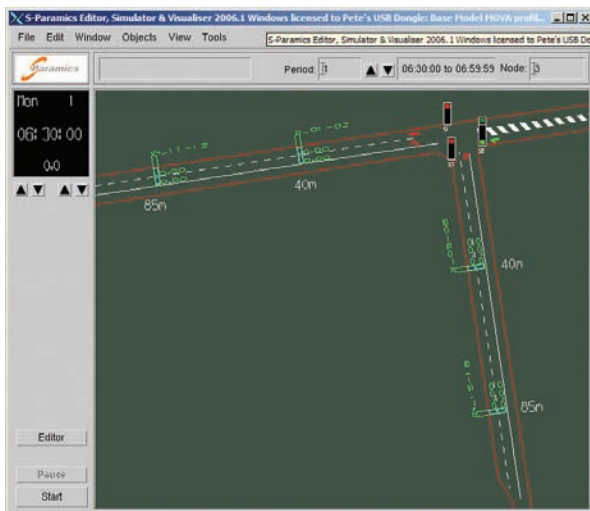 S-Paramics Editor, Simulator & Visualiser 2006.1 Windows licensed to Pete's USB Dongle: Base Model MOVA profil...
File Edit Window Objects View Tools
S-Paramics Editor, Simulator & Visualiser 2006.1 Windows licensed to Pete's USB
Paramics
Period: 1 06:30:00 to 06:59:59 Node: 3
Mon 1
06:30:00
85m
40m
40m
85m
Editor
Pause
Start